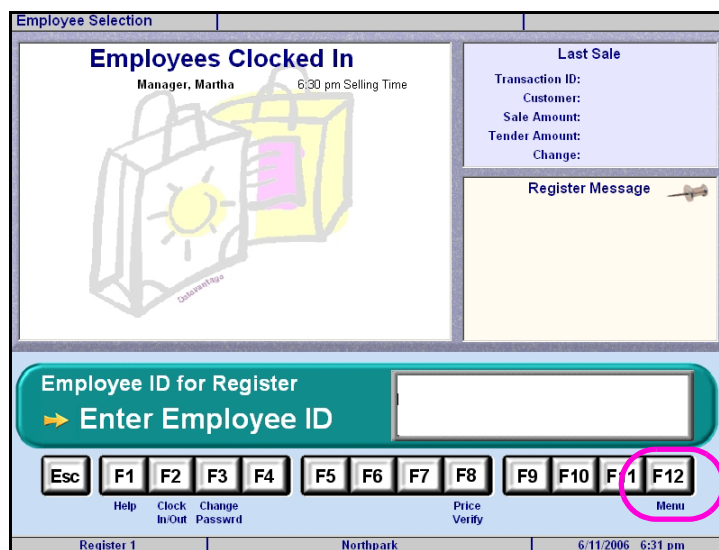 Employee Selection
Employees Clocked In
Manager, Martha 6:30 pm Selling Time
Datavantage
Last Sale
Transaction ID:
Customer:
Sale Amount:
Tender Amount:
Change:
Register Message
Employee ID for Register
Enter Employee ID
Esc F1 F2 F3 F4 F5 F6 F7 F8 F9 F10 F11 F12
Help Clock In/Out Change Passwrd Price Verify Menu
Register 1 Northpark 6/11/2006 6:31 pm